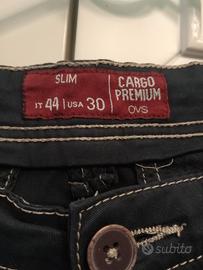 SLIM
IT 44 | USA 30
CARGO
PREMIUM
OVS
subito